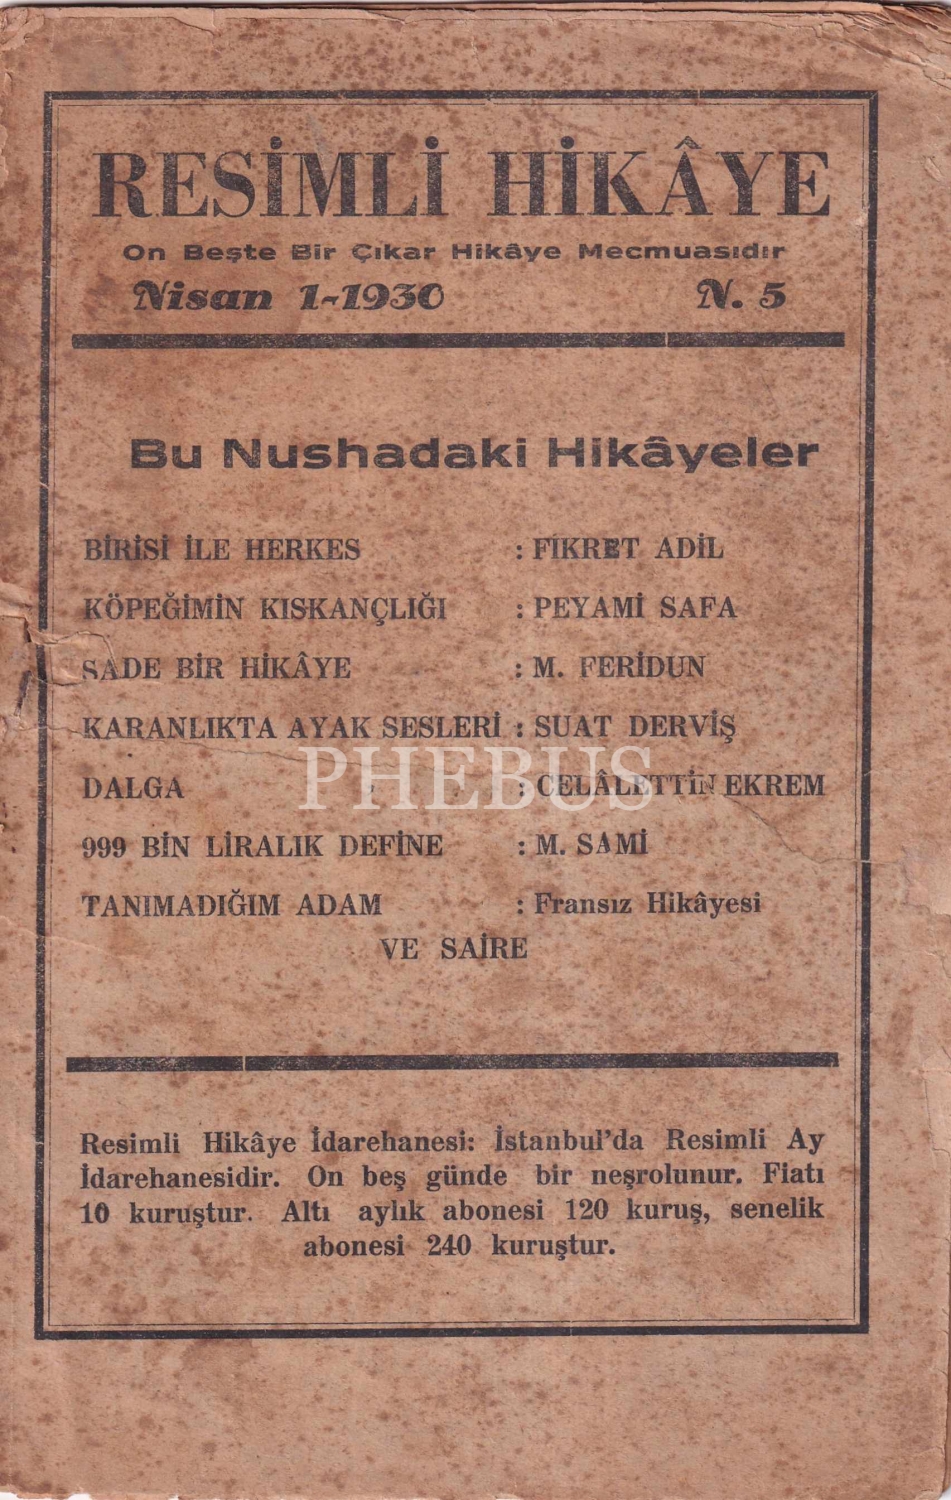 RESİMLİ HİKÂYE
On Beşte Bir Çıkar Hikâye Mecmuasıdır
Nisan 1-1930 N. 5
Bu Nushadaki Hikâyeler
BİRİSİ İLE HERKES : FİKRET ADİL
KÖPEĞİMİN KISKANÇLIĞI : PEYAMİ SAFA
SADE BİR HİKÂYE : M. FERİDUN
KARANLIKTA AYAK SESLERİ : SUAT DERVİŞ
PHEBUS
DALGA : CELÂLETTİN EKREM
999 BİN LİRALIK DEFİNE : M. SAMİ
TANIMADIĞIM ADAM : Fransız Hikâyesi
VE SAİRE
Resimli Hikâye İdarehanesi: İstanbul'da Resimli Ay
İdarehanesidir. On beş günde bir neşrolunur. Fiatı
10 kuruştur. Altı aylık abonesi 120 kuruş, senelik
abonesi 240 kuruştur.